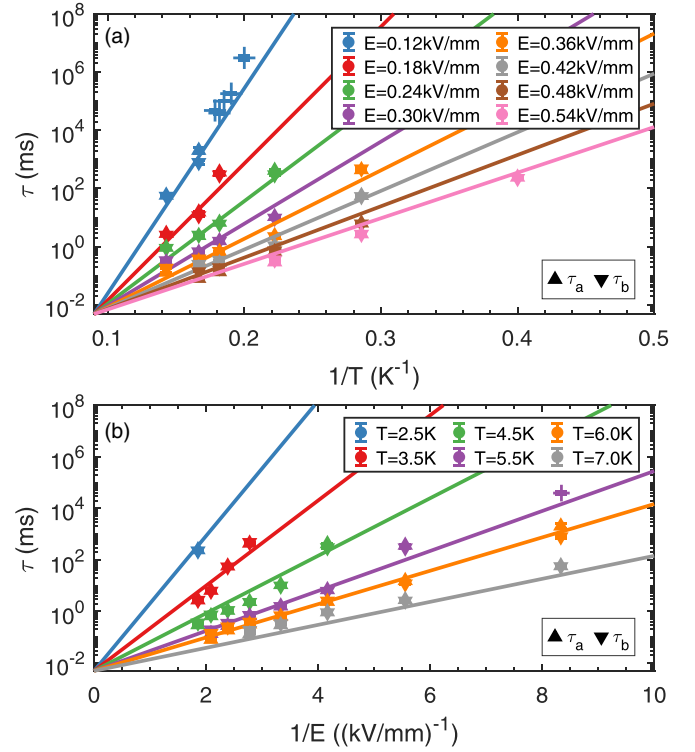 (a)
E=0.12kV/mm E=0.36kV/mm
E=0.18kV/mm E=0.42kV/mm
E=0.24kV/mm E=0.48kV/mm
E=0.30kV/mm E=0.54kV/mm
10^8
10^6
10^4
10^2
10^0
10^-2
τ (ms)
τ_a τ_b
0.1 0.2 0.3 0.4 0.5
1/T (K^-1)
(b)
T=2.5K T=4.5K T=6.0K
T=3.5K T=5.5K T=7.0K
10^8
10^6
10^4
10^2
10^0
10^-2
τ (ms)
τ_a τ_b
0 2 4 6 8 10
1/E ((kV/mm)^-1)